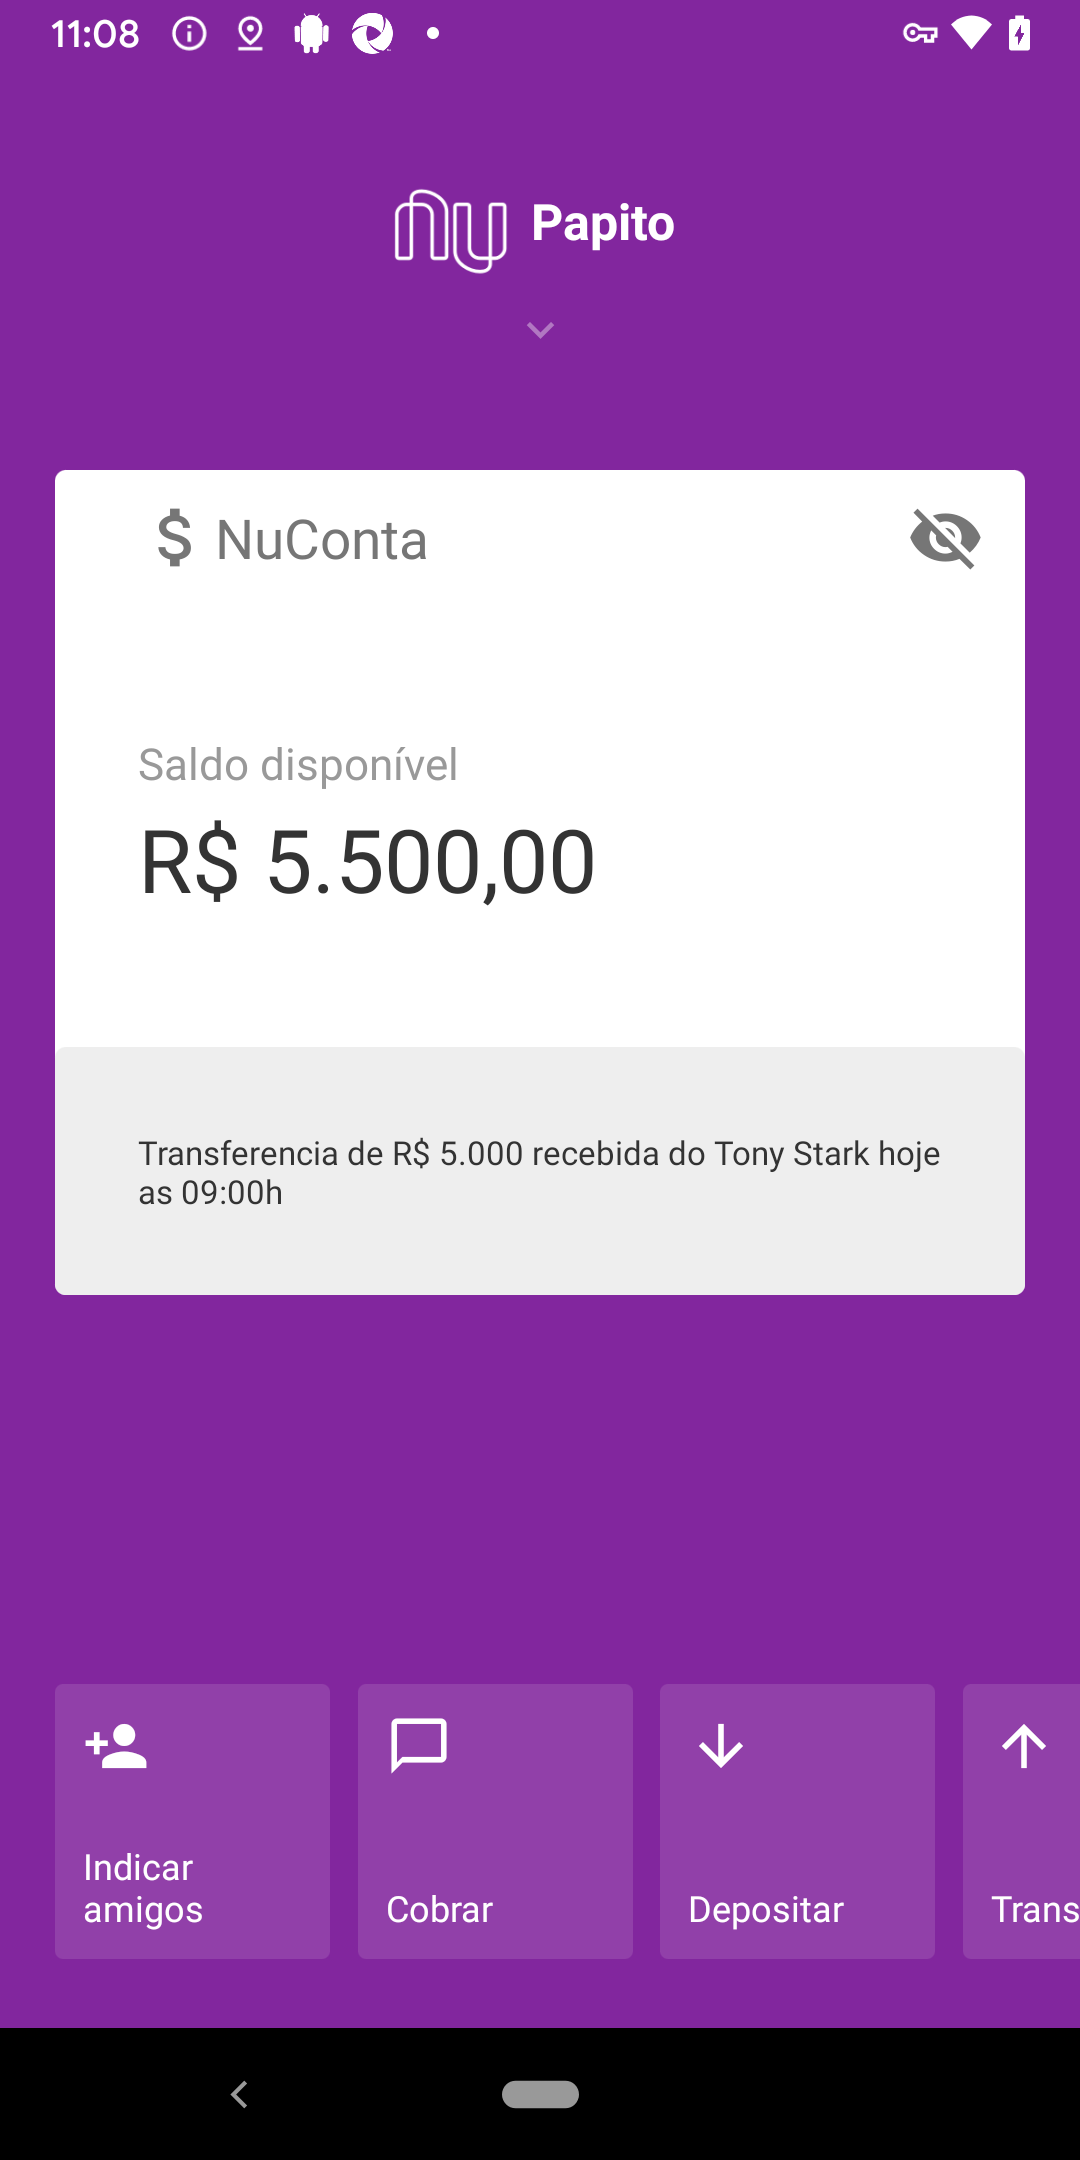 11:08
nu Papito
$ NuConta
Saldo disponível
R$ 5.500,00
Transferencia de R$ 5.000 recebida do Tony Stark hoje
as 09:00h
Indicar
amigos
Cobrar
Depositar
Trans